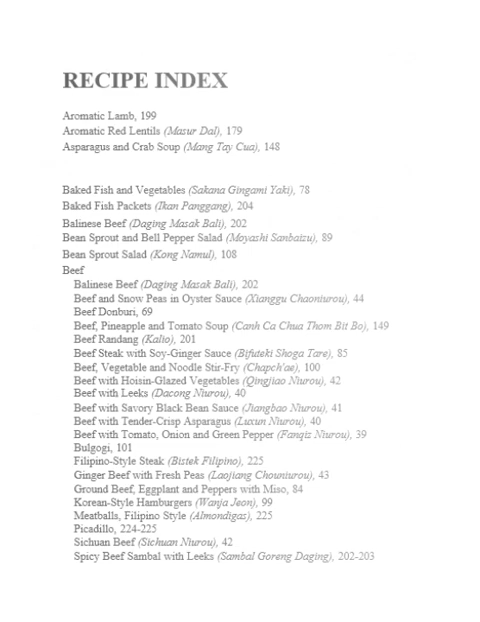 RECIPE INDEX
Aromatic Lamb, 199
Aromatic Red Lentils (Masur Dal), 179
Asparagus and Crab Soup (Mang Tay Cua), 148
Baked Fish and Vegetables (Sakana Gingami Yaki), 78
Baked Fish Packets (Ikan Panggang), 204
Balinese Beef (Daging Masak Bali), 202
Bean Sprout and Bell Pepper Salad (Moyashi Sanbaizu), 89
Bean Sprout Salad (Kong Namul), 108
Beef
Balinese Beef (Daging Masak Bali), 202
Beef and Snow Peas in Oyster Sauce (Xianggu Chaoniurou), 44
Beef Donburi, 69
Beef, Pineapple and Tomato Soup (Canh Ca Chua Thom Bit Bo), 149
Beef Randang (Kalio), 201
Beef Steak with Soy-Ginger Sauce (Bifuteki Shoga Tare), 85
Beef, Vegetable and Noodle Stir-Fry (Chapch'ae), 100
Beef with Hoisin-Glazed Vegetables (Qingjiao Niurou), 42
Beef with Leeks (Dacong Niurou), 40
Beef with Savory Black Bean Sauce (Jiangbao Niurou), 41
Beef with Tender-Crisp Asparagus (Luxun Niurou), 40
Beef with Tomato, Onion and Green Pepper (Fanqiz Niurou), 39
Bulgogi, 101
Filipino-Style Steak (Bistek Filipino), 225
Ginger Beef with Fresh Peas (Laojiang Chouniurou), 43
Ground Beef, Eggplant and Peppers with Miso, 84
Korean-Style Hamburgers (Wanja Jeon), 99
Meatballs, Filipino Style (Almondigas), 225
Picadillo, 224-225
Sichuan Beef (Sichuan Niurou), 42
Spicy Beef Sambal with Leeks (Sambal Goreng Daging), 202-203